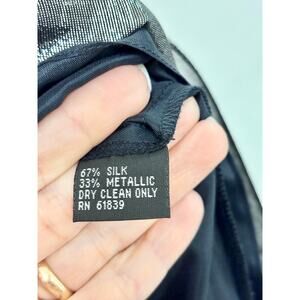 67% SILK
33% METALLIC
DRY CLEAN ONLY
RN 61839